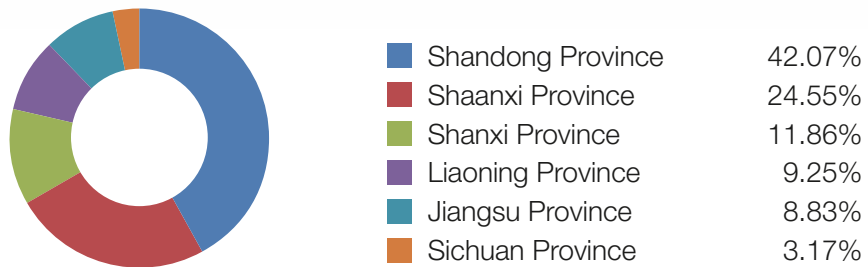 Shandong Province 42.07%
Shaanxi Province 24.55%
Shanxi Province 11.86%
Liaoning Province 9.25%
Jiangsu Province 8.83%
Sichuan Province 3.17%